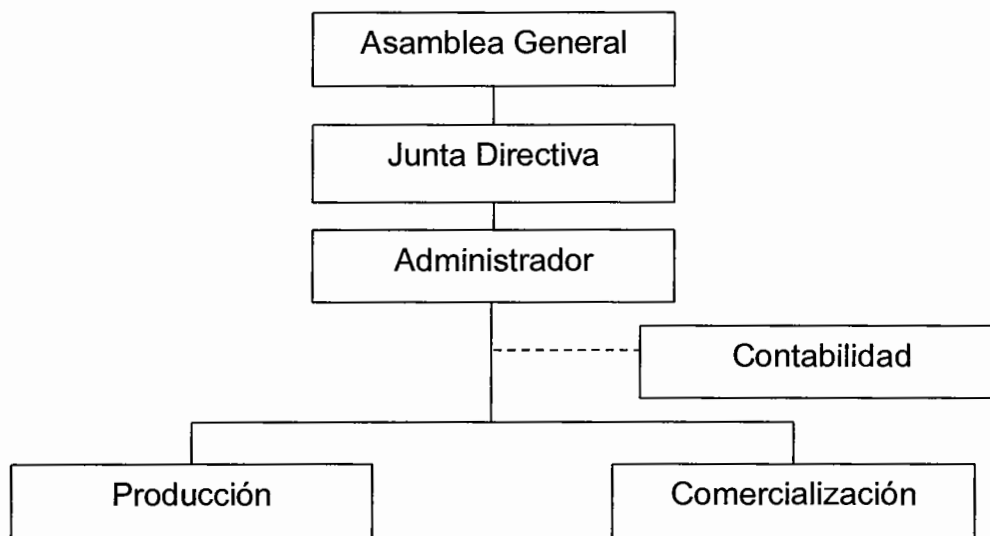 Asamblea General
Junta Directiva
Administrador
Contabilidad
Producción
Comercialización